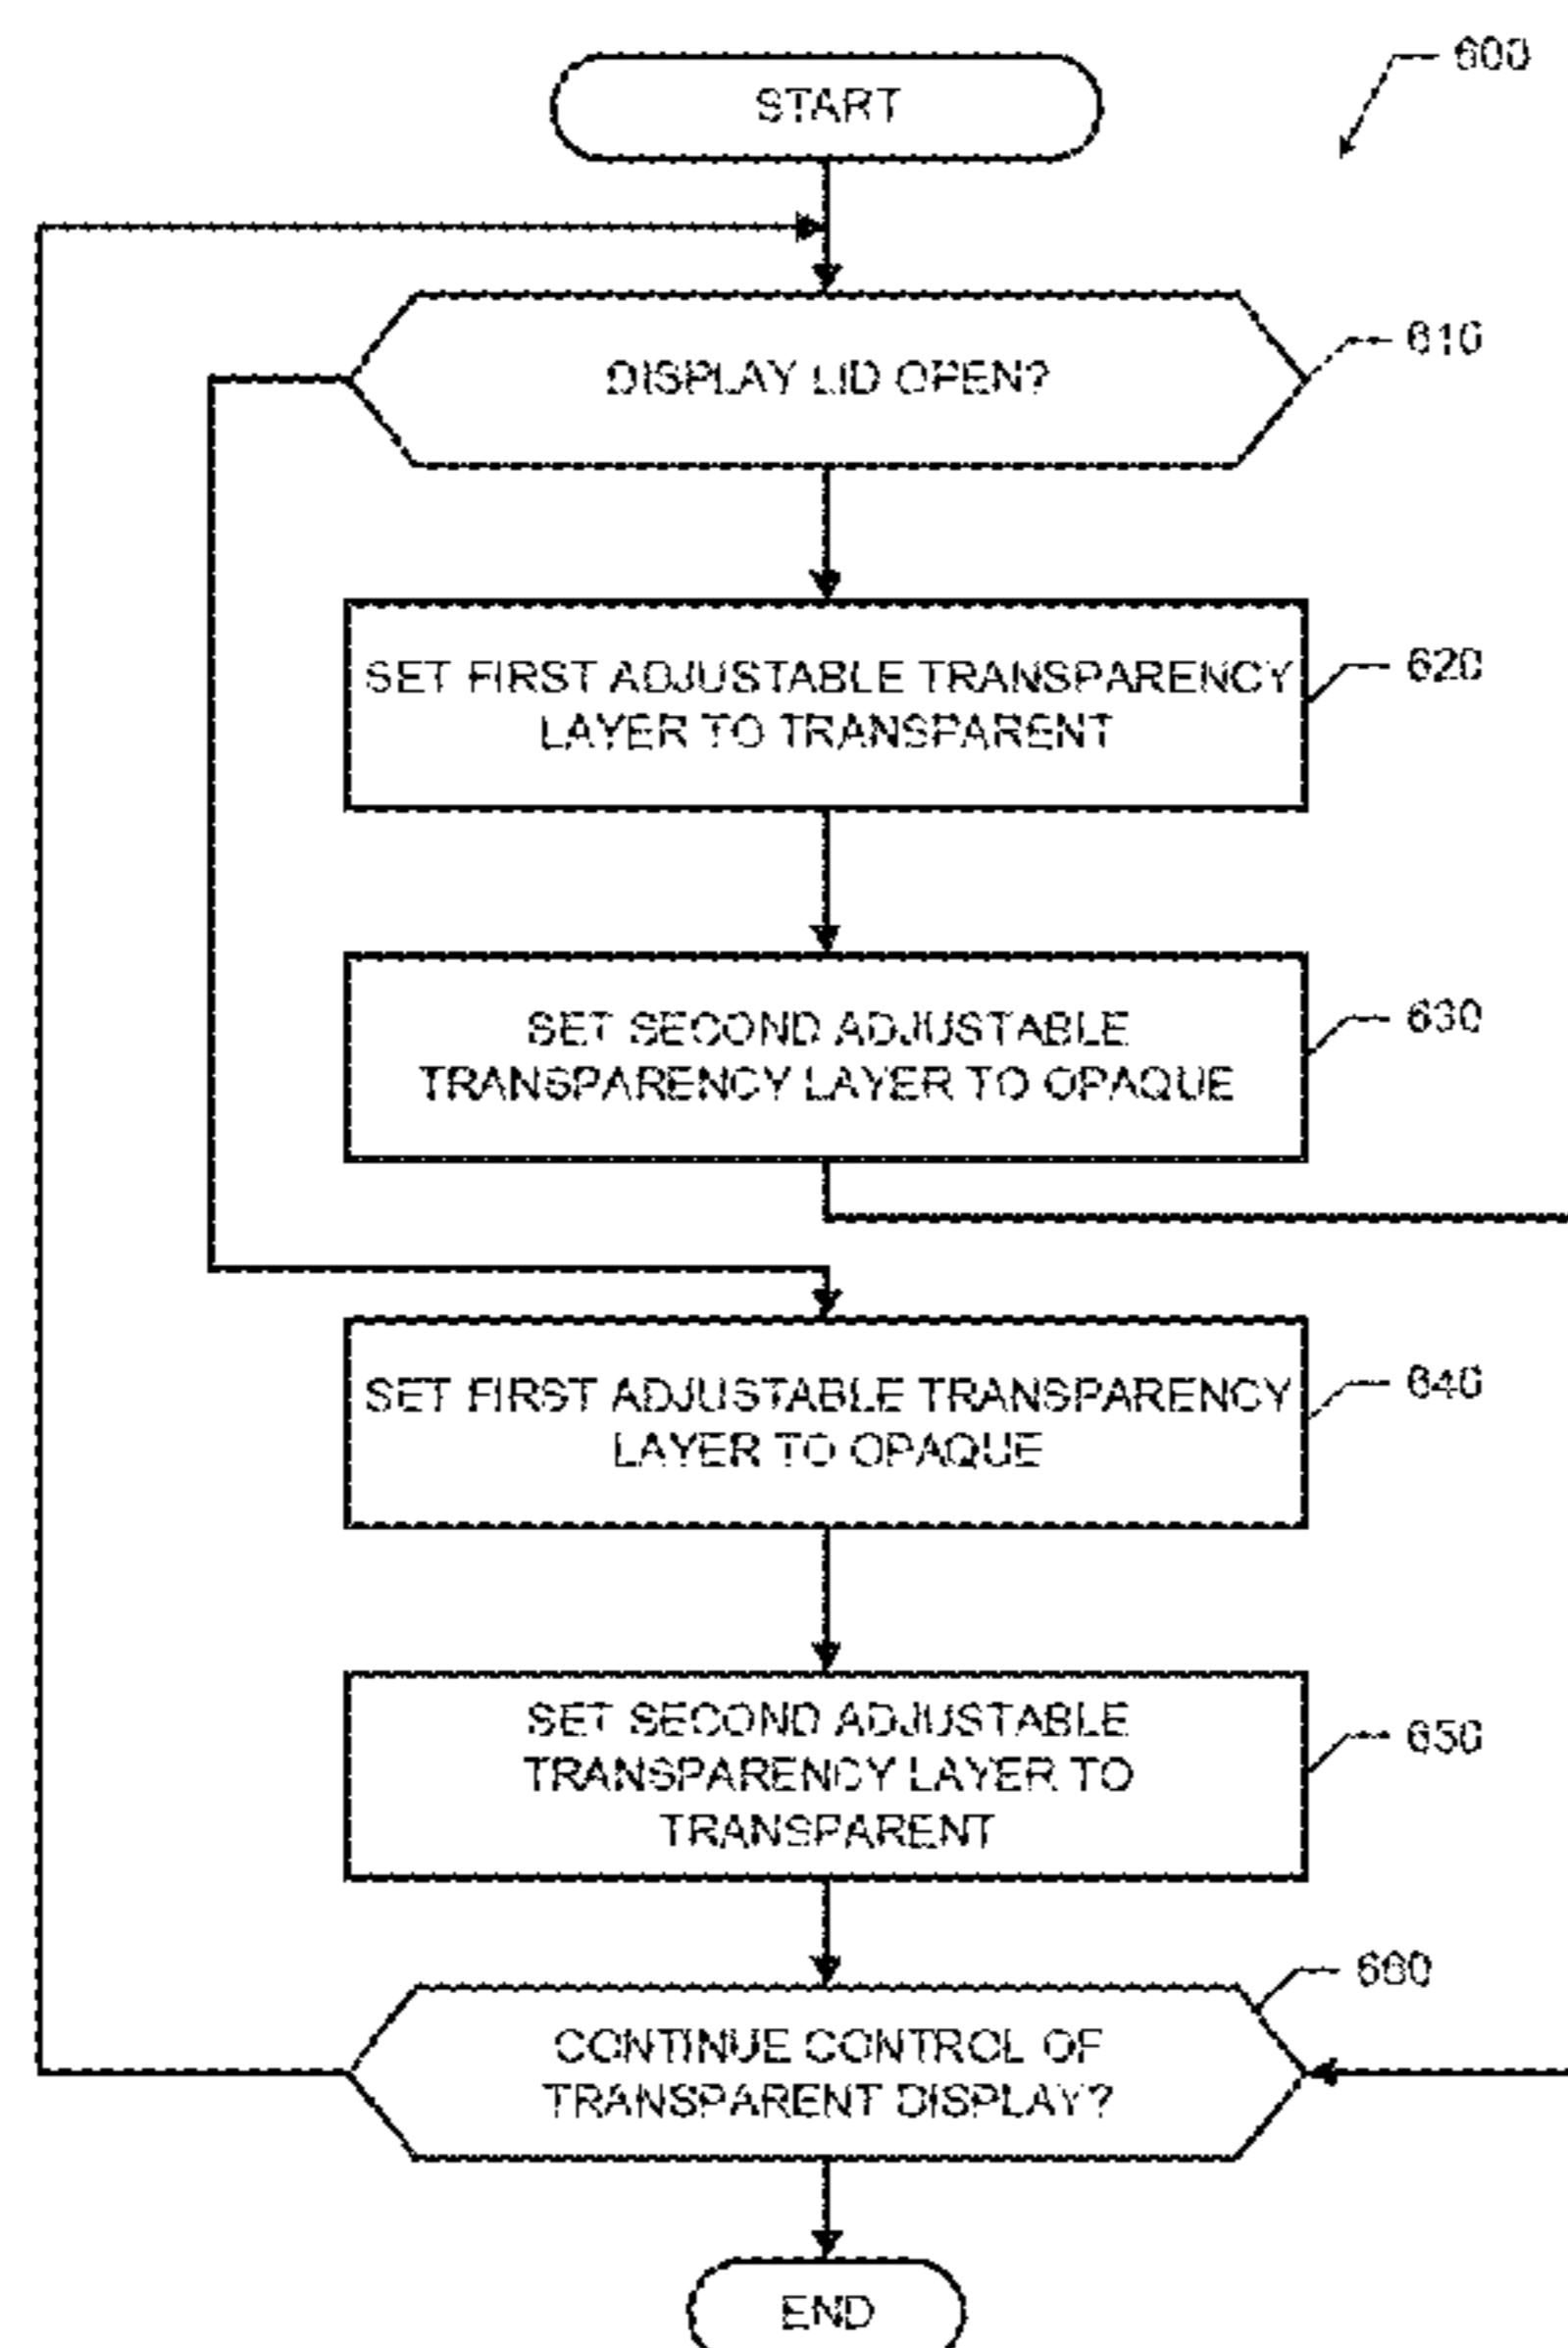 600
START
DISPLAY LID OPEN?
610
SET FIRST ADJUSTABLE TRANSPARENCY
LAYER TO TRANSPARENT
620
SET SECOND ADJUSTABLE
TRANSPARENCY LAYER TO OPAQUE
630
SET FIRST ADJUSTABLE TRANSPARENCY
LAYER TO OPAQUE
640
SET SECOND ADJUSTABLE
TRANSPARENCY LAYER TO
TRANSPARENT
650
CONTINUE CONTROL OF
TRANSPARENT DISPLAY?
660
END